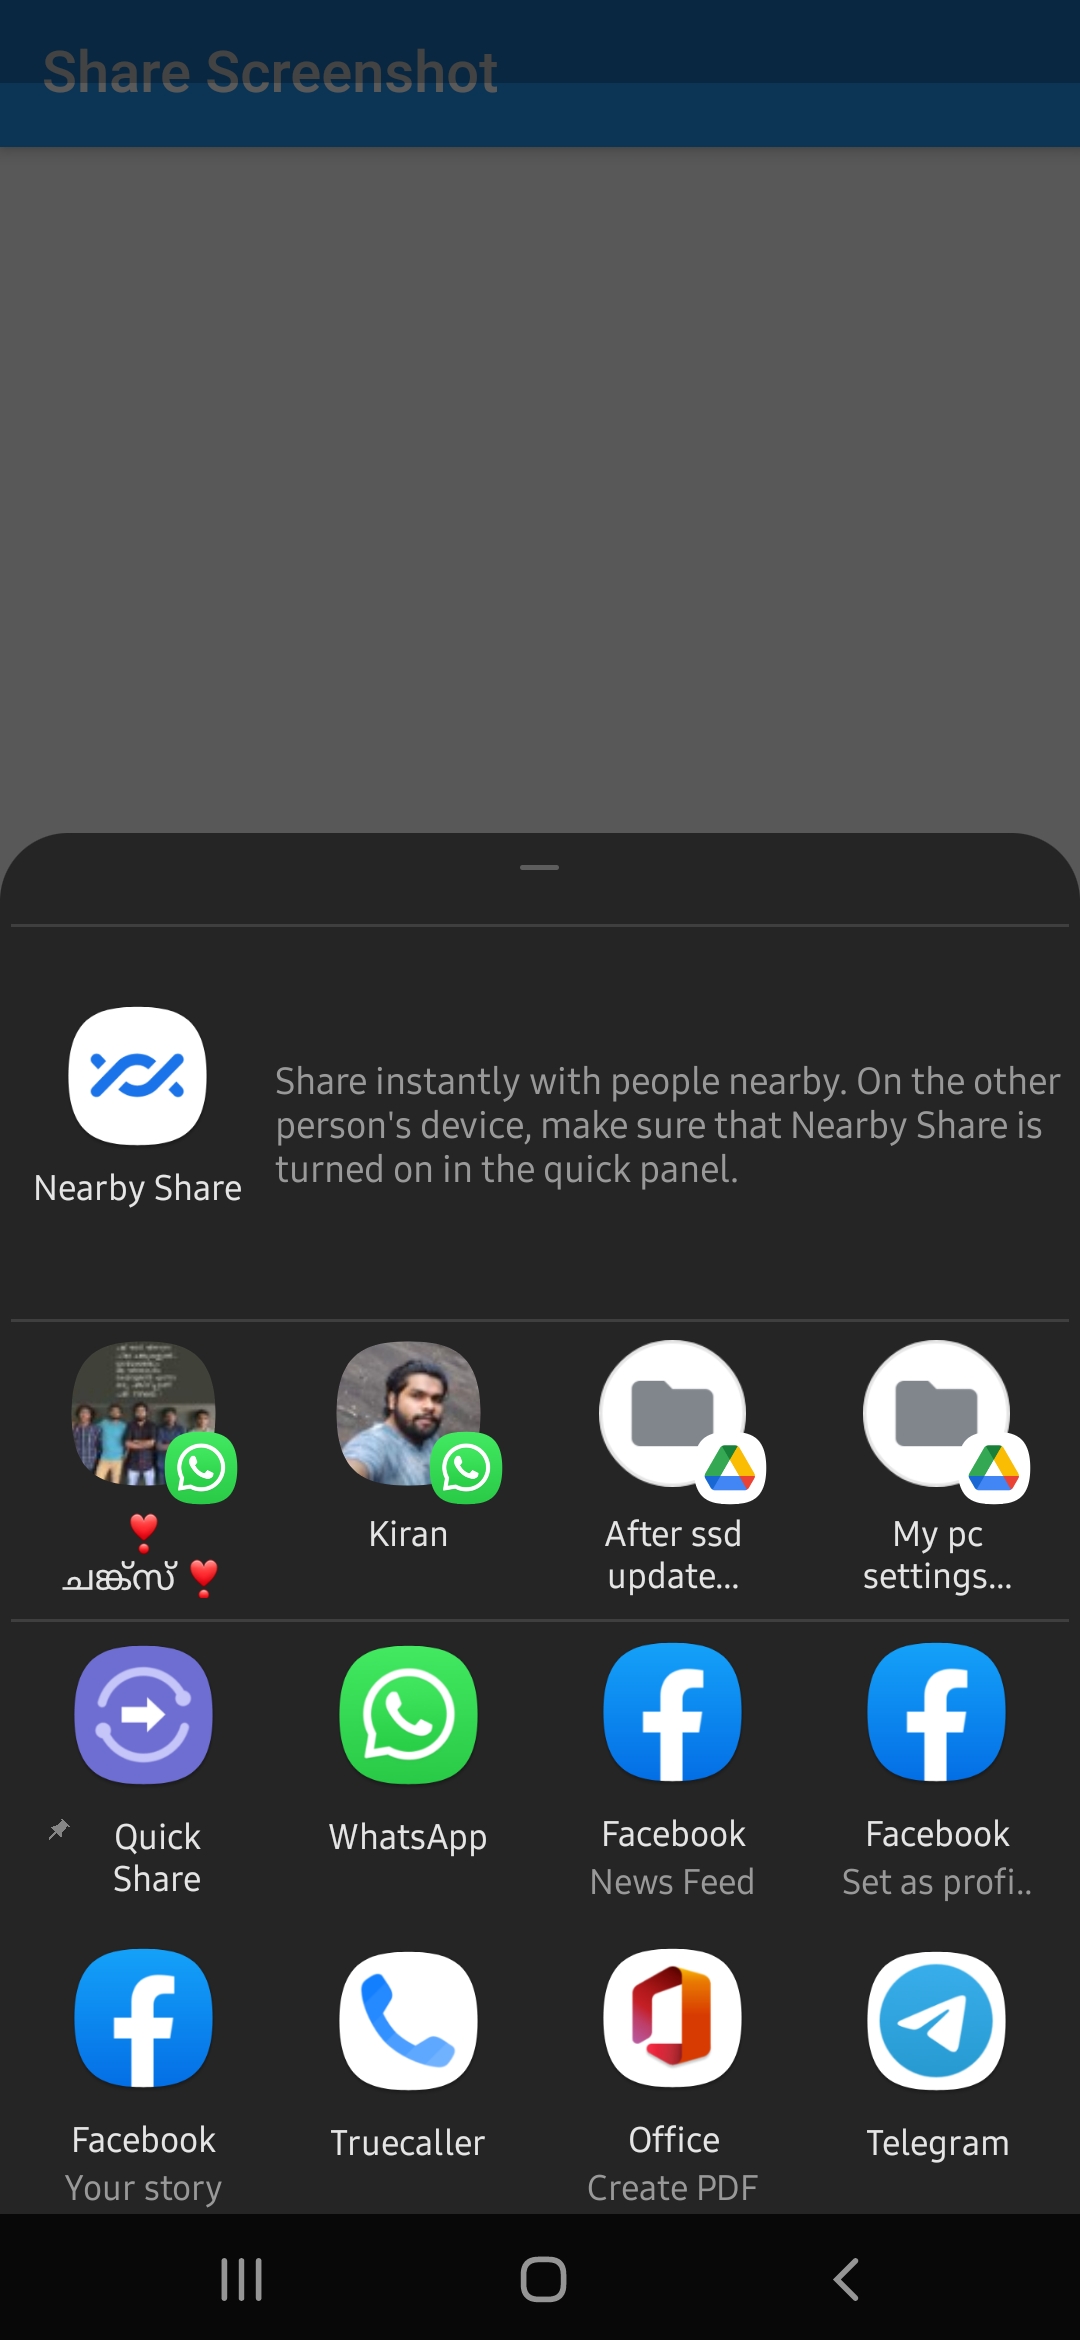 Share Screenshot
Share instantly with people nearby. On the other
person's device, make sure that Nearby Share is
turned on in the quick panel.
Nearby Share
❣️
ചങ്ക്സ് ❣️
Kiran
After ssd
update...
My pc
settings...
Quick
Share
WhatsApp
Facebook
News Feed
Facebook
Set as profi..
Facebook
Your story
Truecaller
Office
Create PDF
Telegram